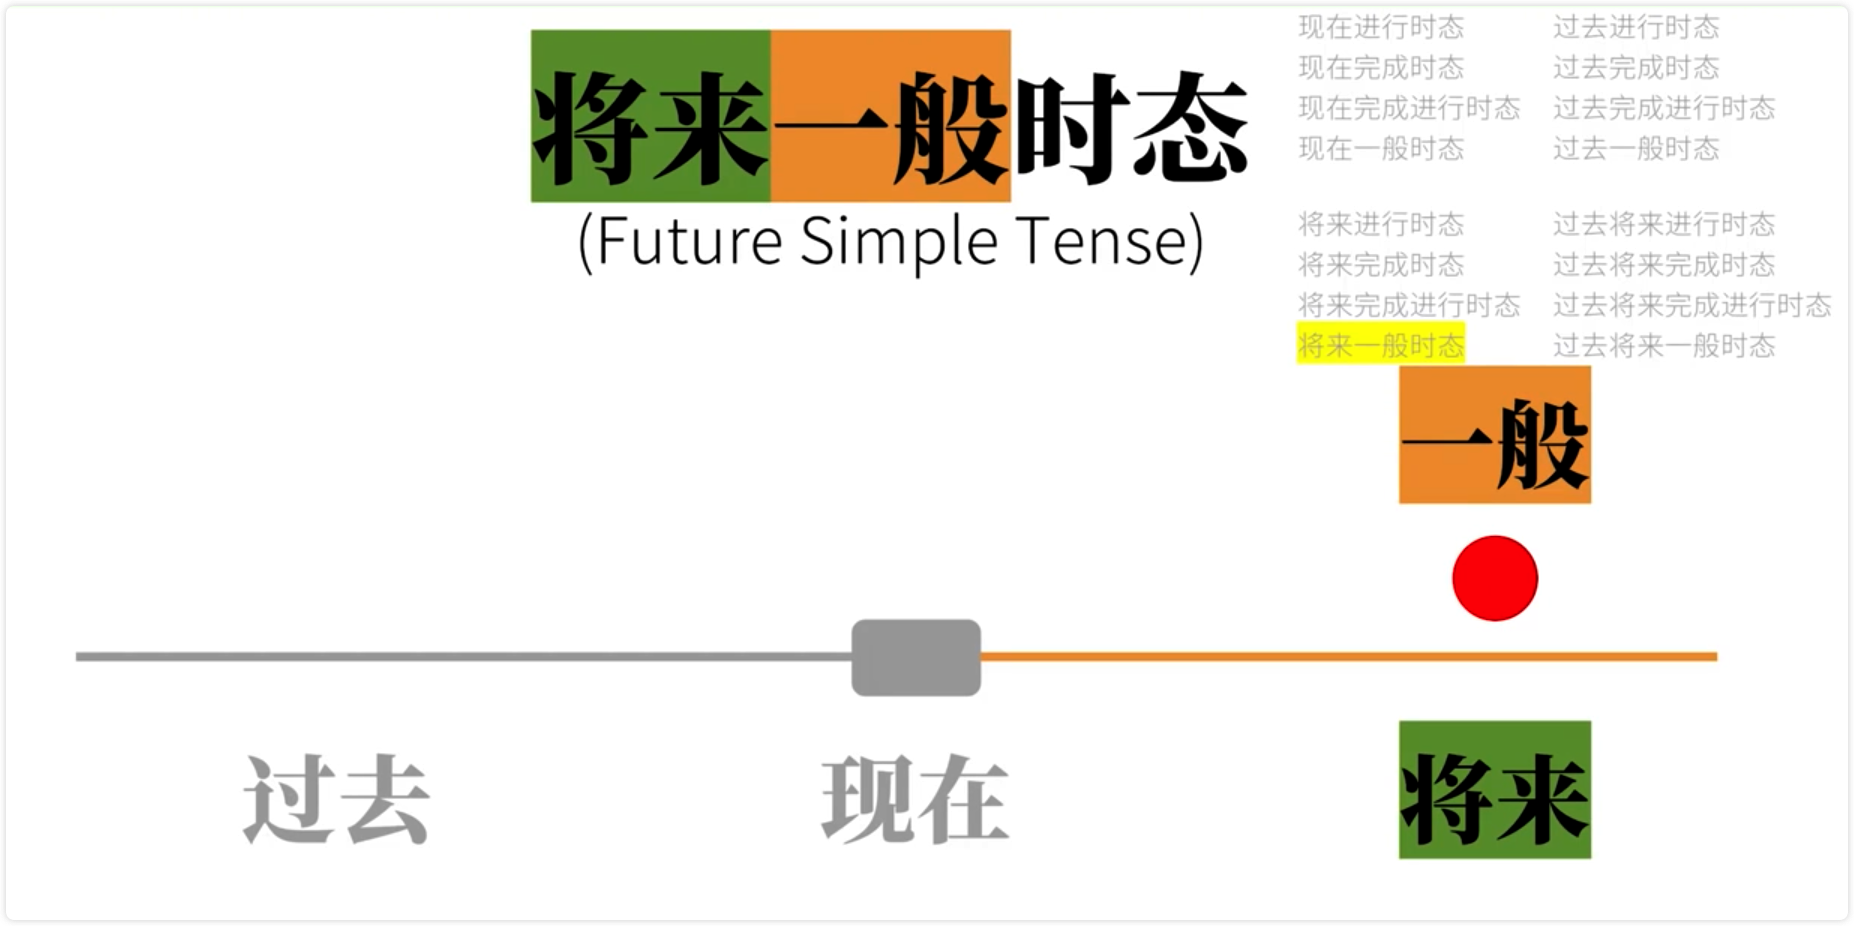 将来一般时态
(Future Simple Tense)
现在进行时态 过去进行时态
现在完成时态 过去完成时态
现在完成进行时态 过去完成进行时态
现在一般时态 过去一般时态
将来进行时态 过去将来进行时态
将来完成时态 过去将来完成时态
将来完成进行时态 过去将来完成进行时态
将来一般时态 过去将来一般时态
一般
过去 现在 将来